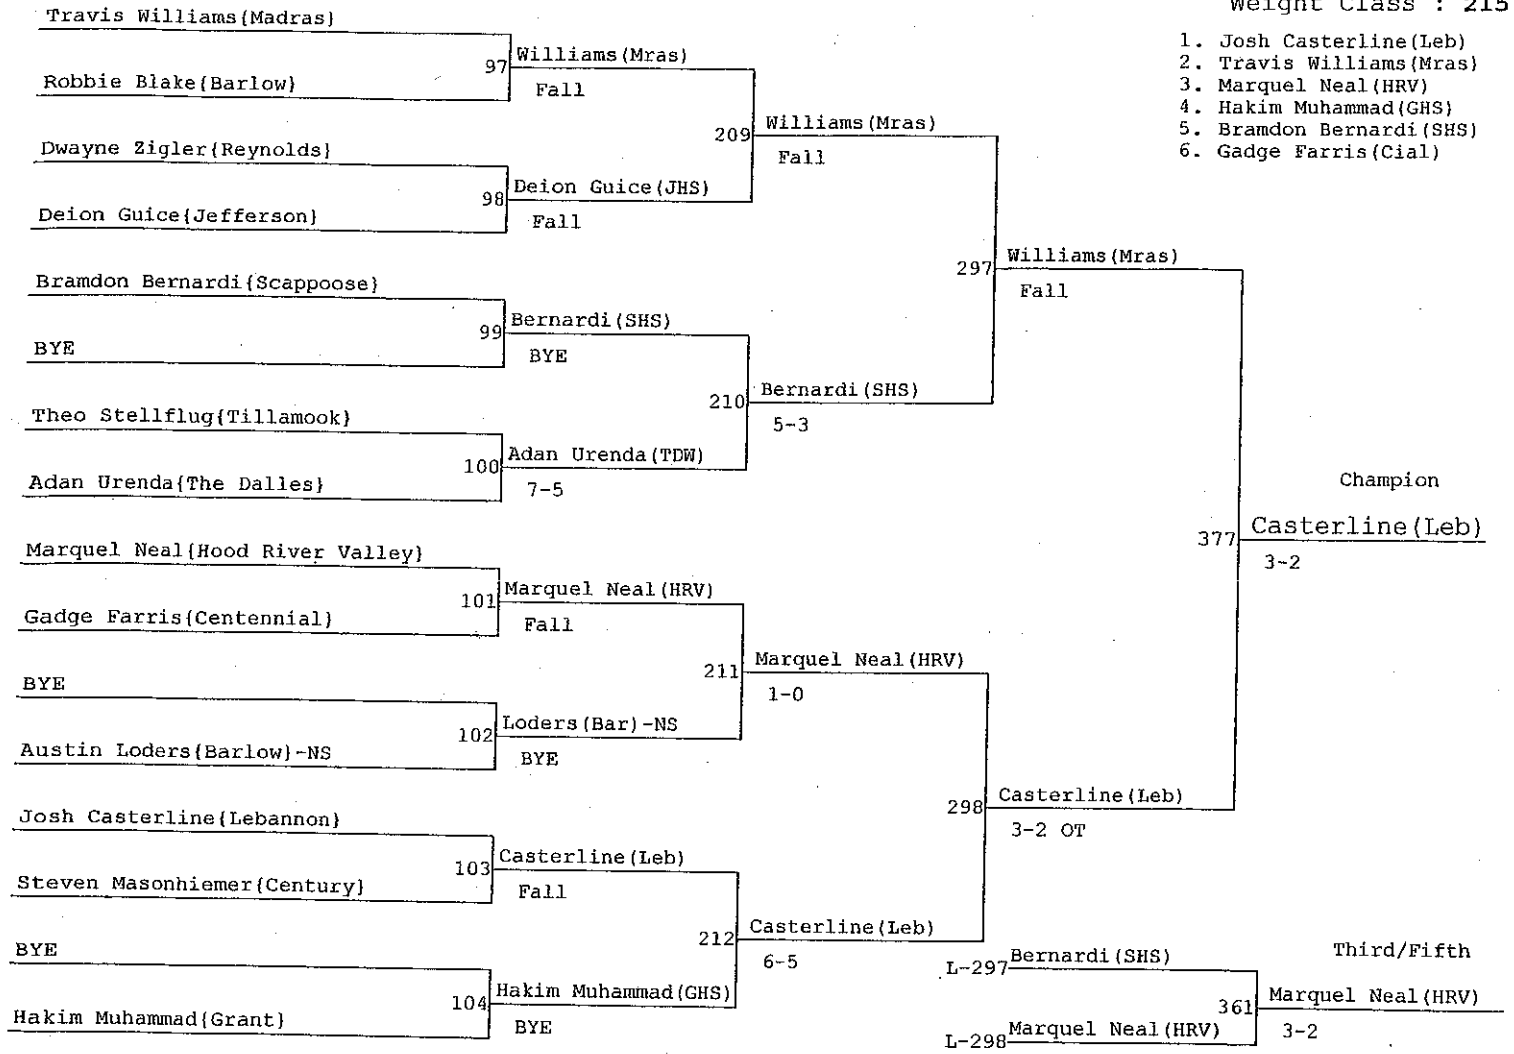 Weight Class : 215
1. Josh Casterline(Leb)
2. Travis Williams{Mras}
3. Marquel Neal(HRV)
4. Hakim Muhammad(GHS)
5. Bramdon Bernardi(SHS)
6. Gadge Farris(Cial)
Travis Williams{Madras}
97 Williams(Mras)
Robbie Blake{Barlow}
Fall
209 Williams(Mras)
Fall
Dwayne Zigler{Reynolds}
98 Deion Guice(JHS)
Deion Guice{Jefferson}
Fall
297 Williams(Mras)
Fall
Bramdon Bernardi{Scappoose}
99 Bernardi(SHS)
BYE
BYE
210 Bernardi(SHS)
5-3
Theo Stellflug{Tillamook}
100 Adan Urenda(TDW)
Adan Urenda{The Dalles}
7-5
Champion
377 Casterline(Leb)
3-2
Marquel Neal{Hood River Valley}
101 Marquel Neal(HRV)
Gadge Farris{Centennial}
Fall
211 Marquel Neal(HRV)
1-0
BYE
102 Loders(Bar)-NS
Austin Loders{Barlow}-NS
BYE
298 Casterline(Leb)
3-2 OT
Josh Casterline{Lebannon}
103 Casterline(Leb)
Steven Masonhiemer{Century}
Fall
212 Casterline(Leb)
6-5
BYE
104 Hakim Muhammad(GHS)
Hakim Muhammad{Grant}
BYE
Third/Fifth
L-297 Bernardi(SHS)
361 Marquel Neal(HRV)
L-298 Marquel Neal(HRV)
3-2